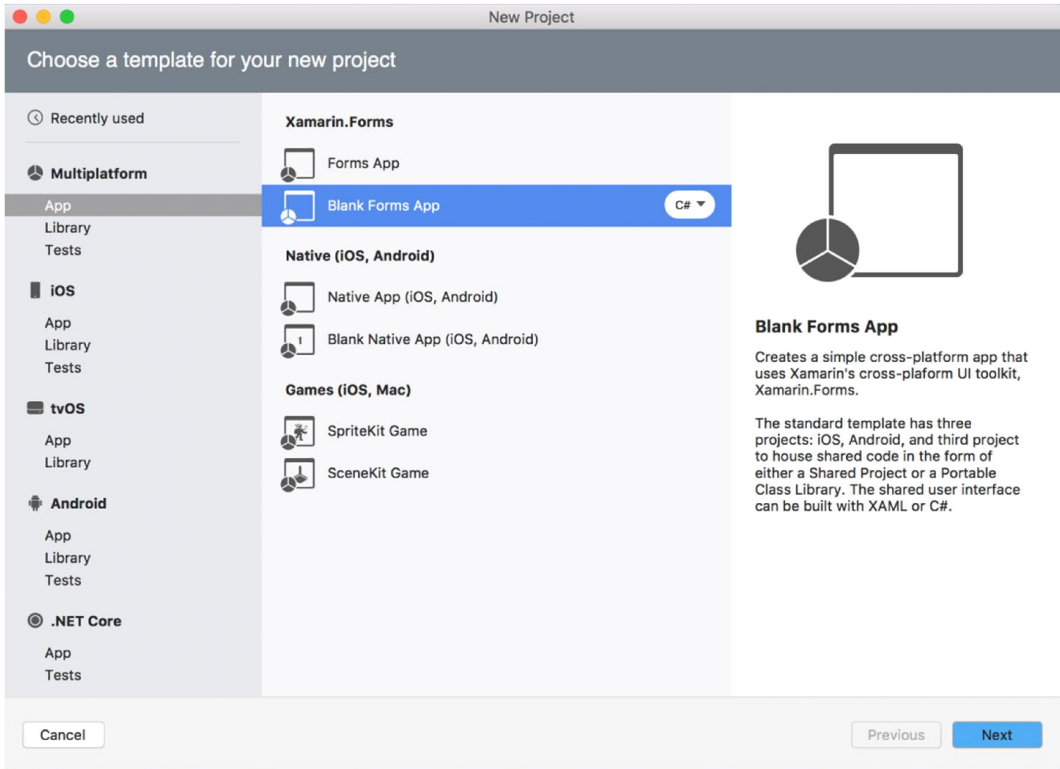 New Project
Choose a template for your new project
Recently used
Multiplatform
App
Library
Tests
iOS
App
Library
Tests
tvOS
App
Library
Android
App
Library
Tests
.NET Core
App
Tests
Xamarin.Forms
Forms App
Blank Forms App
C#
Native (iOS, Android)
Native App (iOS, Android)
1
Blank Native App (iOS, Android)
Games (iOS, Mac)
SpriteKit Game
SceneKit Game
Blank Forms App
Creates a simple cross-platform app that
uses Xamarin's cross-plaform UI toolkit,
Xamarin.Forms.
The standard template has three
projects: iOS, Android, and third project
to house shared code in the form of
either a Shared Project or a Portable
Class Library. The shared user interface
can be built with XAML or C#.
Cancel
Previous
Next